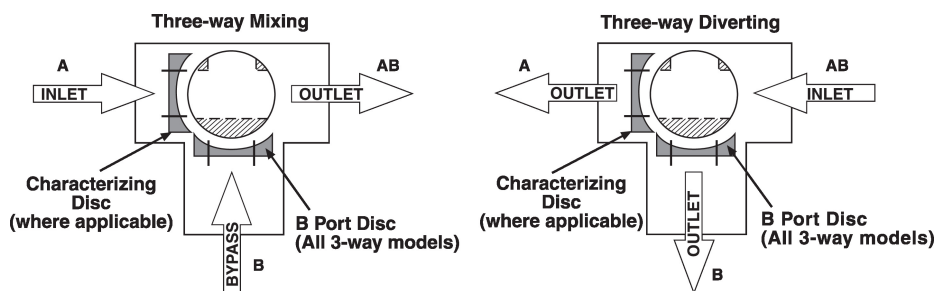 Three-way Mixing
A
INLET
AB
OUTLET
Characterizing
Disc
(where applicable)
BYPASS
B
B Port Disc
(All 3-way models)
Three-way Diverting
A
OUTLET
AB
INLET
Characterizing
Disc
(where applicable)
OUTLET
B
B Port Disc
(All 3-way models)